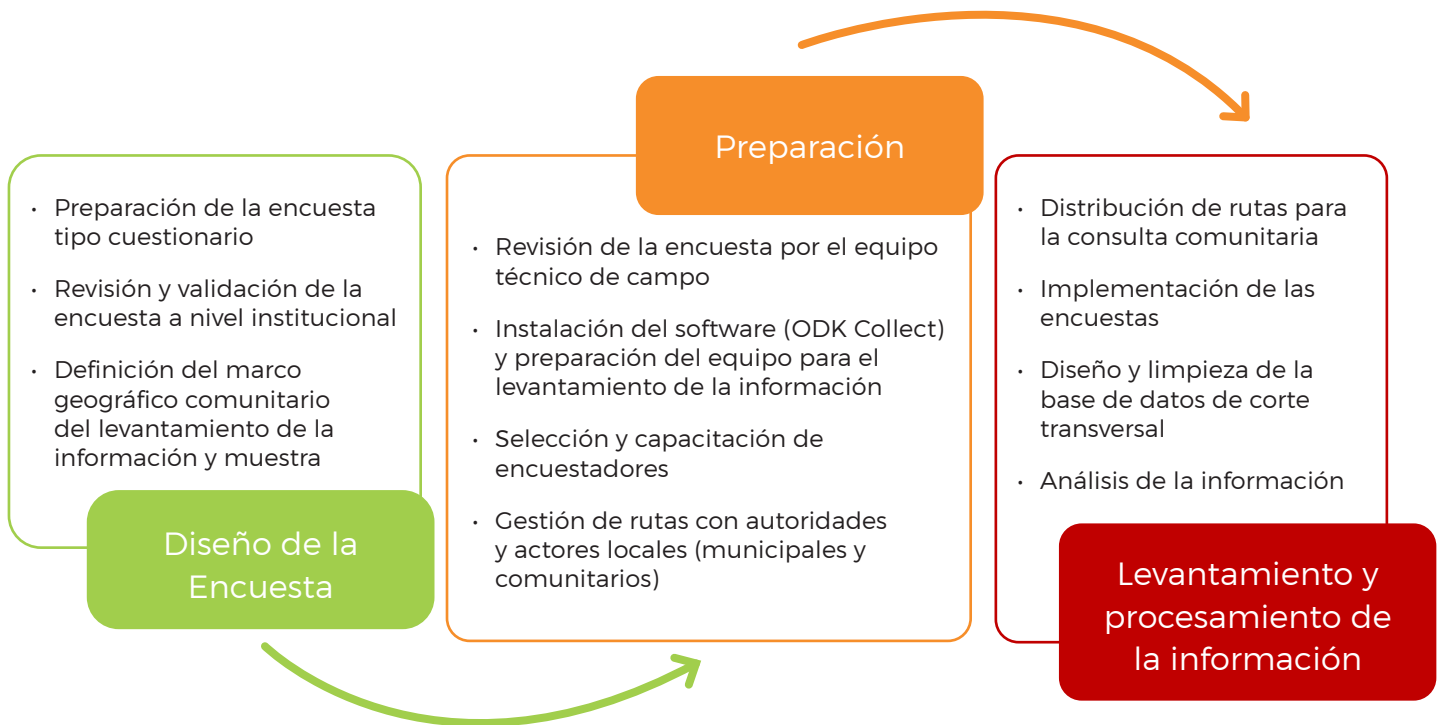 • Preparación de la encuesta
tipo cuestionario
• Revisión y validación de la
encuesta a nivel institucional
• Definición del marco
geográfico comunitario
del levantamiento de la
información y muestra
Diseño de la
Encuesta
Preparación
• Revisión de la encuesta por el equipo
técnico de campo
• Instalación del software (ODK Collect)
y preparación del equipo para el
levantamiento de la información
• Selección y capacitación de
encuestadores
• Gestión de rutas con autoridades
y actores locales (municipales y
comunitarios)
• Distribución de rutas para
la consulta comunitaria
• Implementación de las
encuestas
• Diseño y limpieza de la
base de datos de corte
transversal
• Análisis de la información
Levantamiento y
procesamiento de
la información